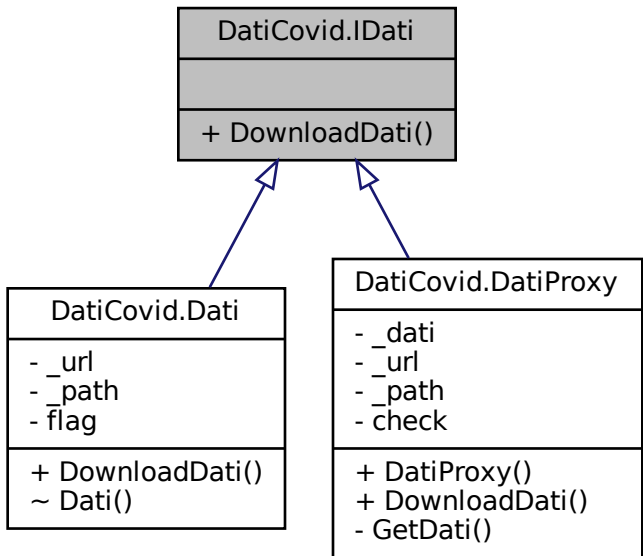 DatiCovid.IDati
+ DownloadDati()
DatiCovid.Dati
- _url
- _path
- flag
+ DownloadDati()
~ Dati()
DatiCovid.DatiProxy
- _dati
- _url
- _path
- check
+ DatiProxy()
+ DownloadDati()
- GetDati()